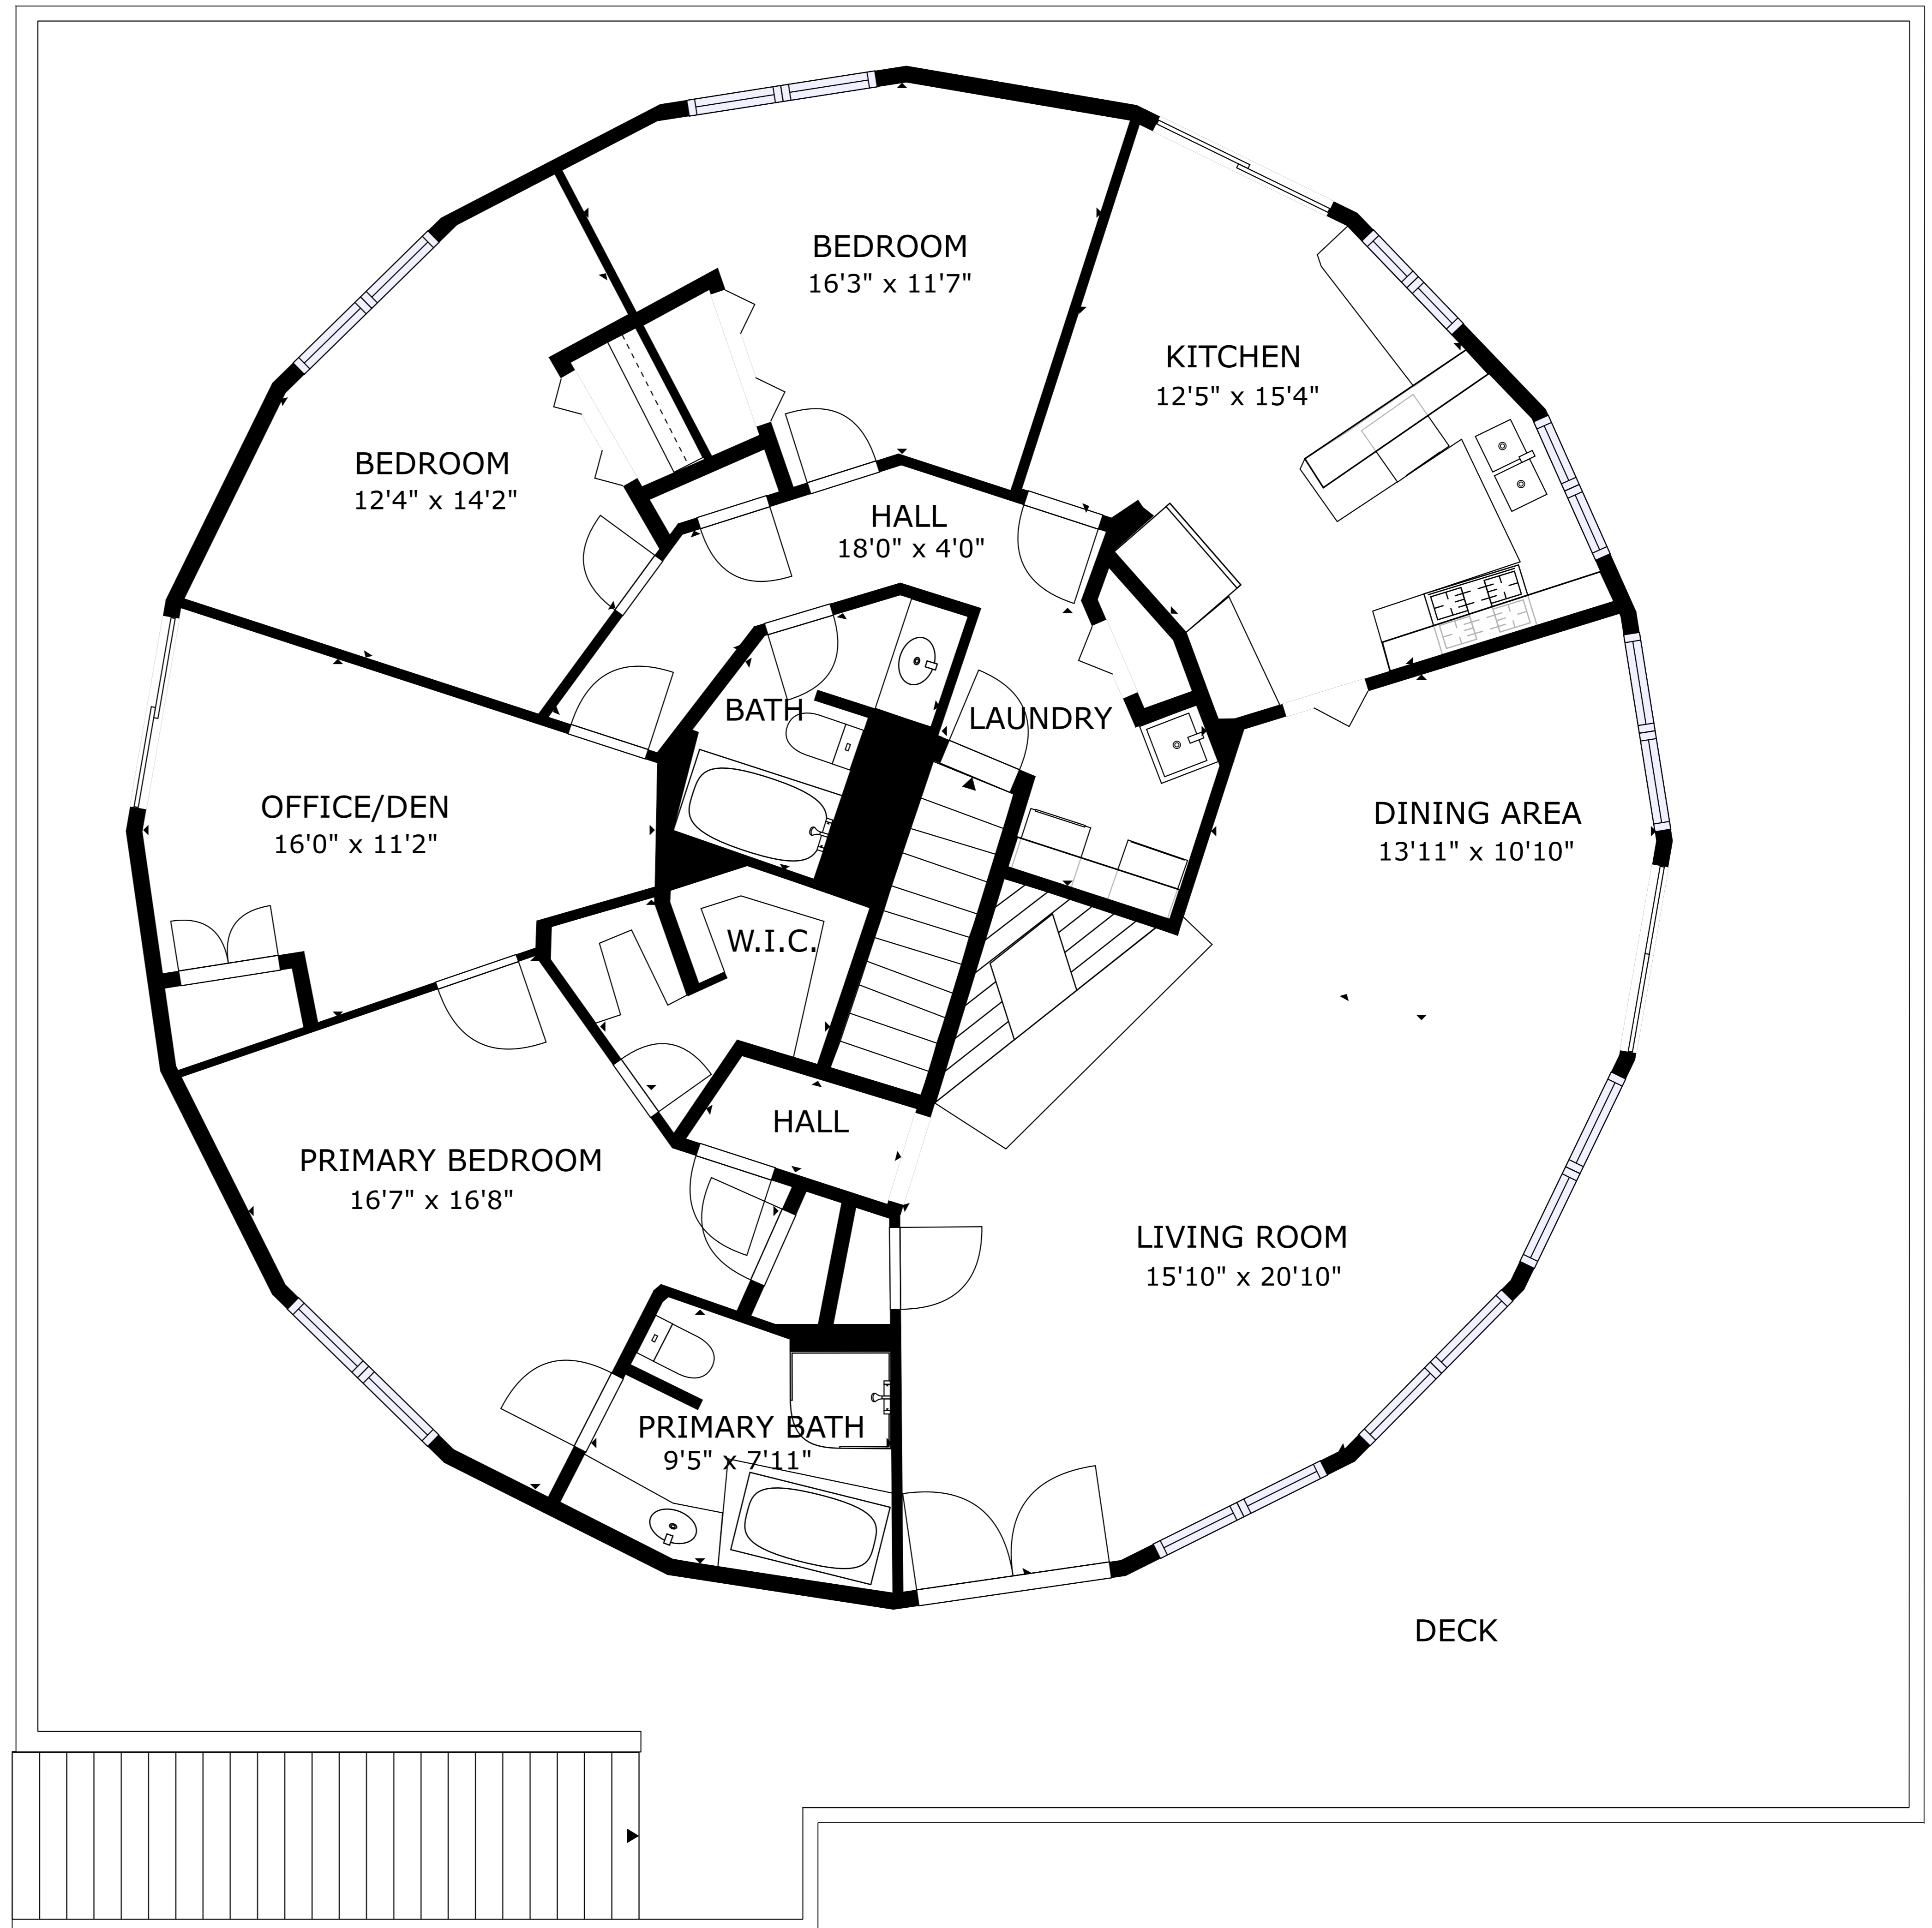 BEDROOM
16'3" x 11'7"
KITCHEN
12'5" x 15'4"
BEDROOM
12'4" x 14'2"
HALL
18'0" x 4'0"
BATH
LAUNDRY
OFFICE/DEN
16'0" x 11'2"
DINING AREA
13'11" x 10'10"
W.I.C.
HALL
PRIMARY BEDROOM
16'7" x 16'8"
LIVING ROOM
15'10" x 20'10"
PRIMARY BATH
9'5" x 7'11"
DECK